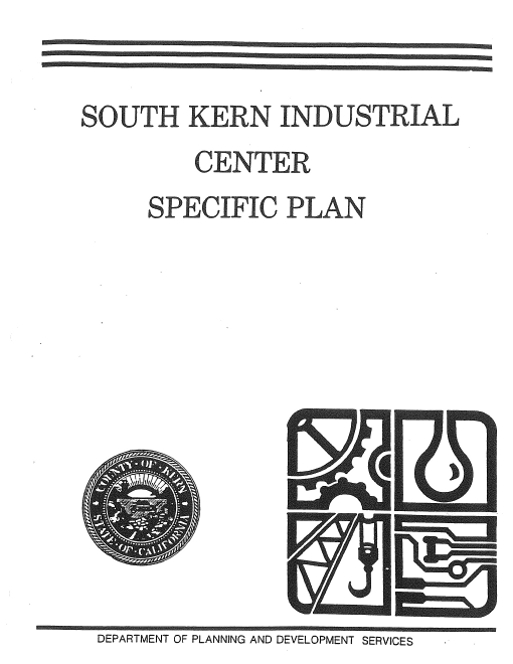 SOUTH KERN INDUSTRIAL
CENTER
SPECIFIC PLAN
COUNTY · OF · KERN
STATE · OF · CALIFORNIA
DEPARTMENT OF PLANNING AND DEVELOPMENT SERVICES